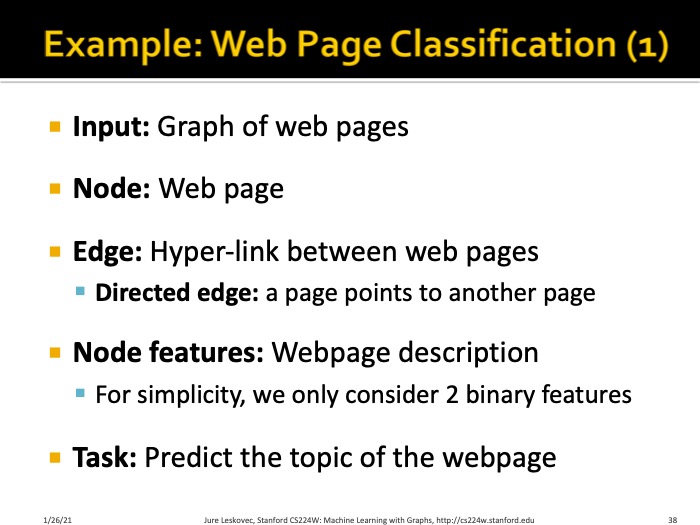 Example: Web Page Classification (1)
Input: Graph of web pages
Node: Web page
Edge: Hyper-link between web pages
Directed edge: a page points to another page
Node features: Webpage description
For simplicity, we only consider 2 binary features
Task: Predict the topic of the webpage
1/26/21
Jure Leskovec, Stanford CS224W: Machine Learning with Graphs, http://cs224w.stanford.edu
38